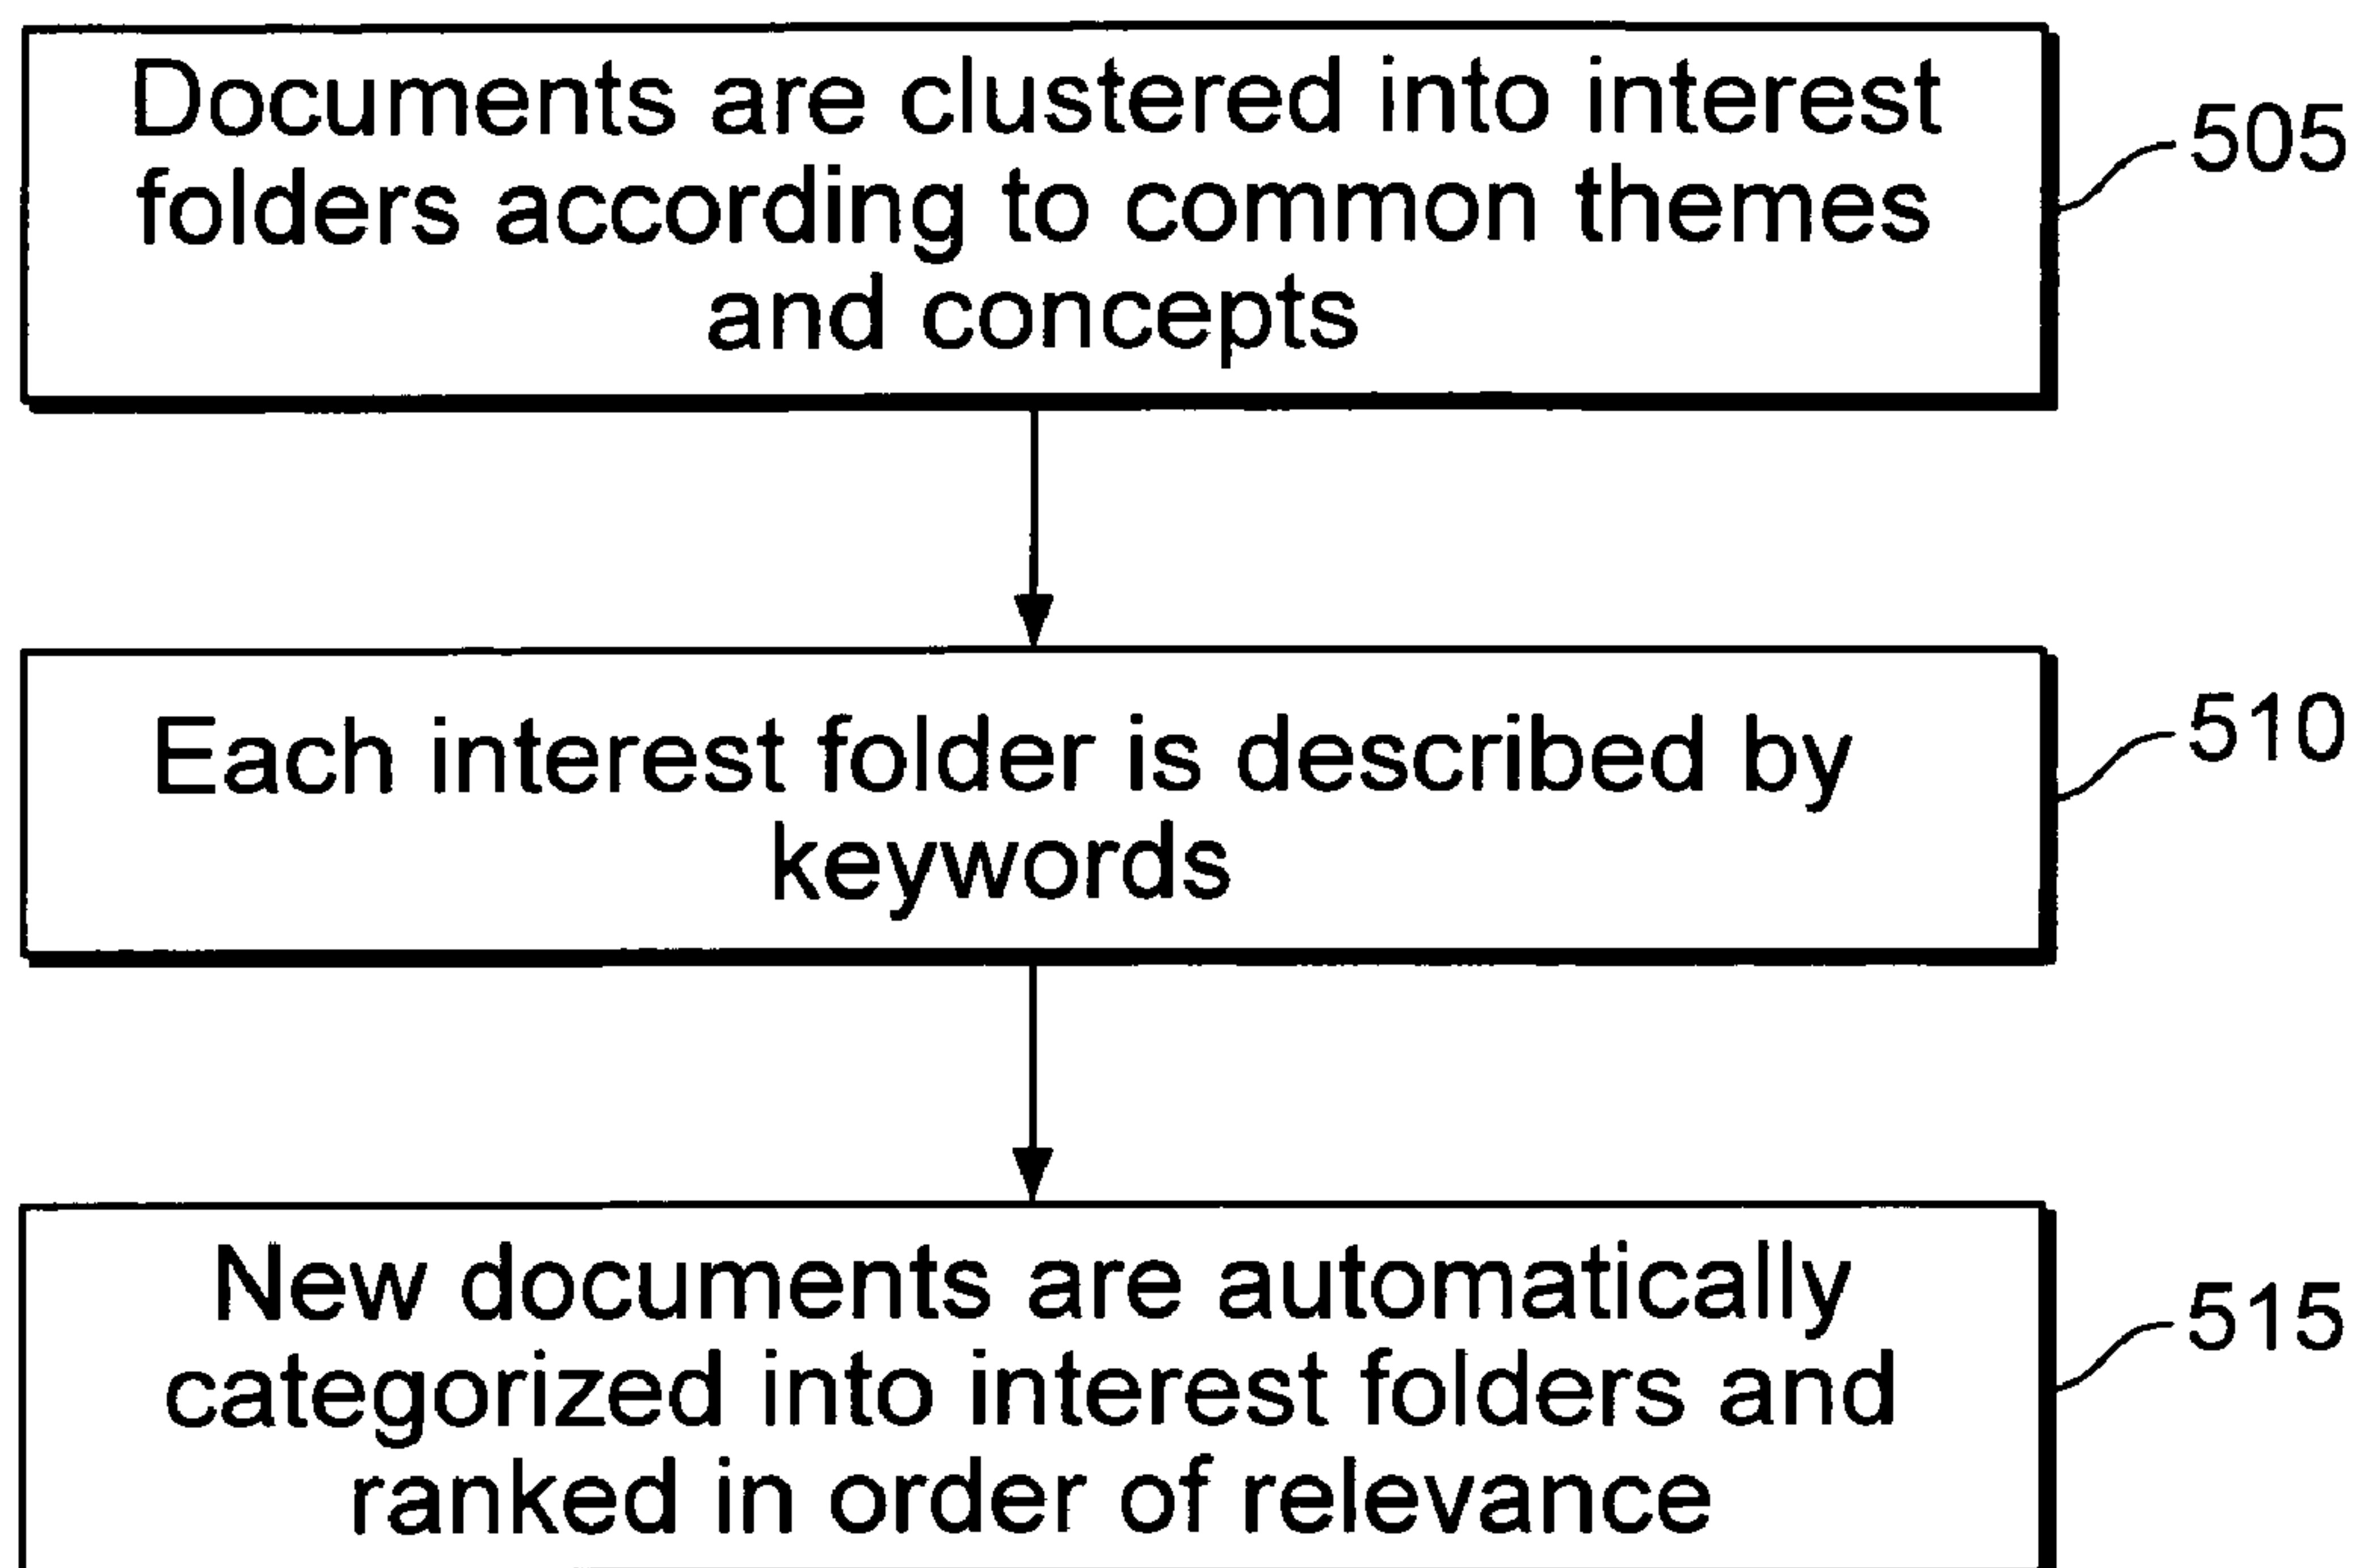 Documents are clustered into interest
folders according to common themes
and concepts
505
Each interest folder is described by
keywords
510
New documents are automatically
categorized into interest folders and
ranked in order of relevance
515